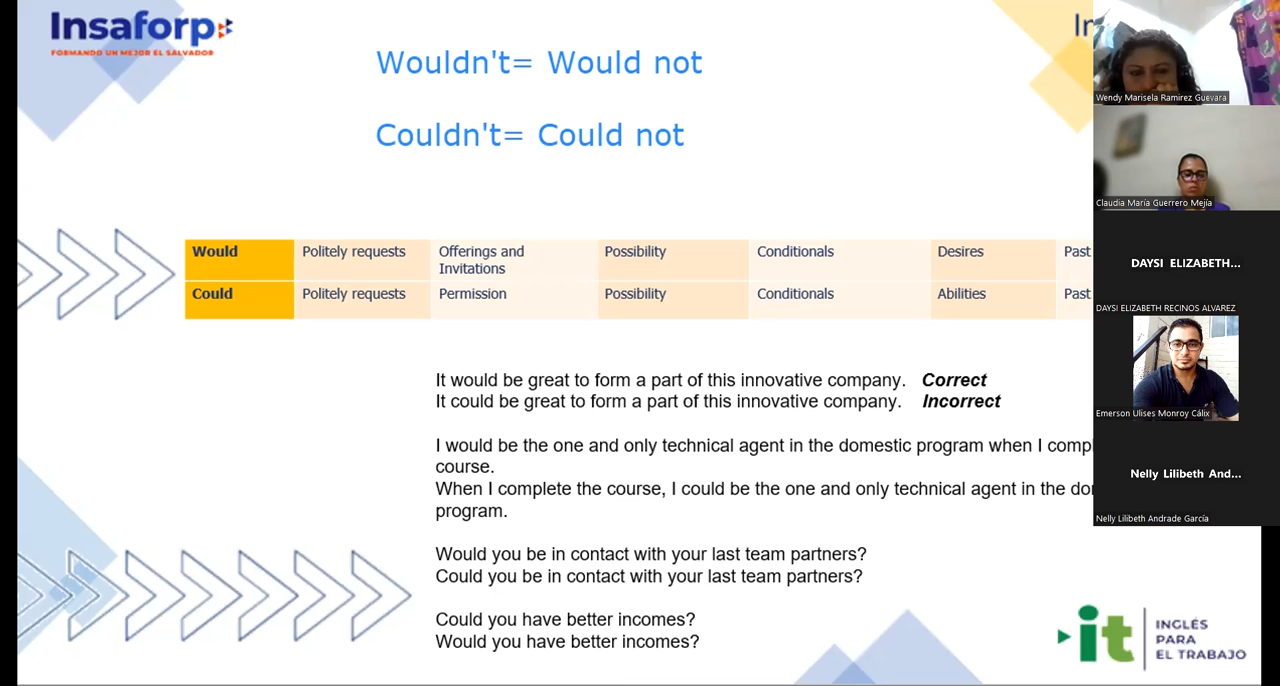 Insaforp
FORMANDO UN MEJOR EL SALVADOR
In
Wouldn't= Would not
Couldn't= Could not
Would Politely requests Offerings and Invitations Possibility Conditionals Desires Past
Could Politely requests Permission Possibility Conditionals Abilities Past
It would be great to form a part of this innovative company. Correct
It could be great to form a part of this innovative company. Incorrect
I would be the one and only technical agent in the domestic program when I compl
course.
When I complete the course, I could be the one and only technical agent in the do
program.
Would you be in contact with your last team partners?
Could you be in contact with your last team partners?
Could you have better incomes?
Would you have better incomes?
it
INGLÉS
PARA
EL TRABAJO
Wendy Marisela Ramirez Guevara
Claudia María Guerrero Mejía
DAYSI ELIZABETH...
DAYSI ELIZABETH RECINOS ALVAREZ
Emerson Ulises Monroy Cálix
Nelly Lilibeth And...
Nelly Lilibeth Andrade García